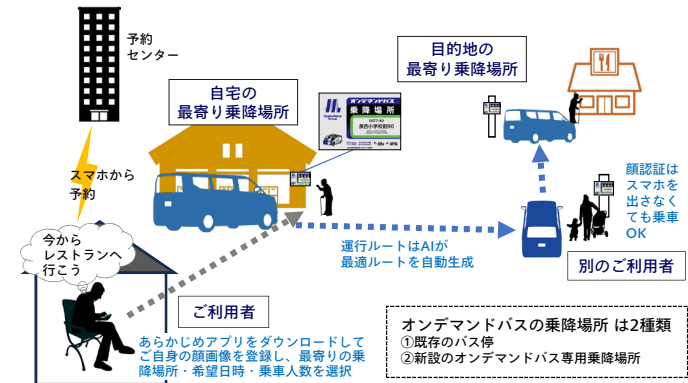 予約
センター
スマホから
予約
今から
レストランへ
行こう
自宅の
最寄り乗降場所
オンデマンドバス
乗降場所
目的地の
最寄り乗降場所
顔認証は
スマホを
出さなく
ても乗車
OK
運行ルートはAIが
最適ルートを自動生成
別のご利用者
ご利用者
あらかじめアプリをダウンロードして
ご自身の顔画像を登録し、最寄りの乗
降場所・希望日時・乗車人数を選択
オンデマンドバスの乗降場所 は2種類
①既存のバス停
②新設のオンデマンドバス専用乗降場所